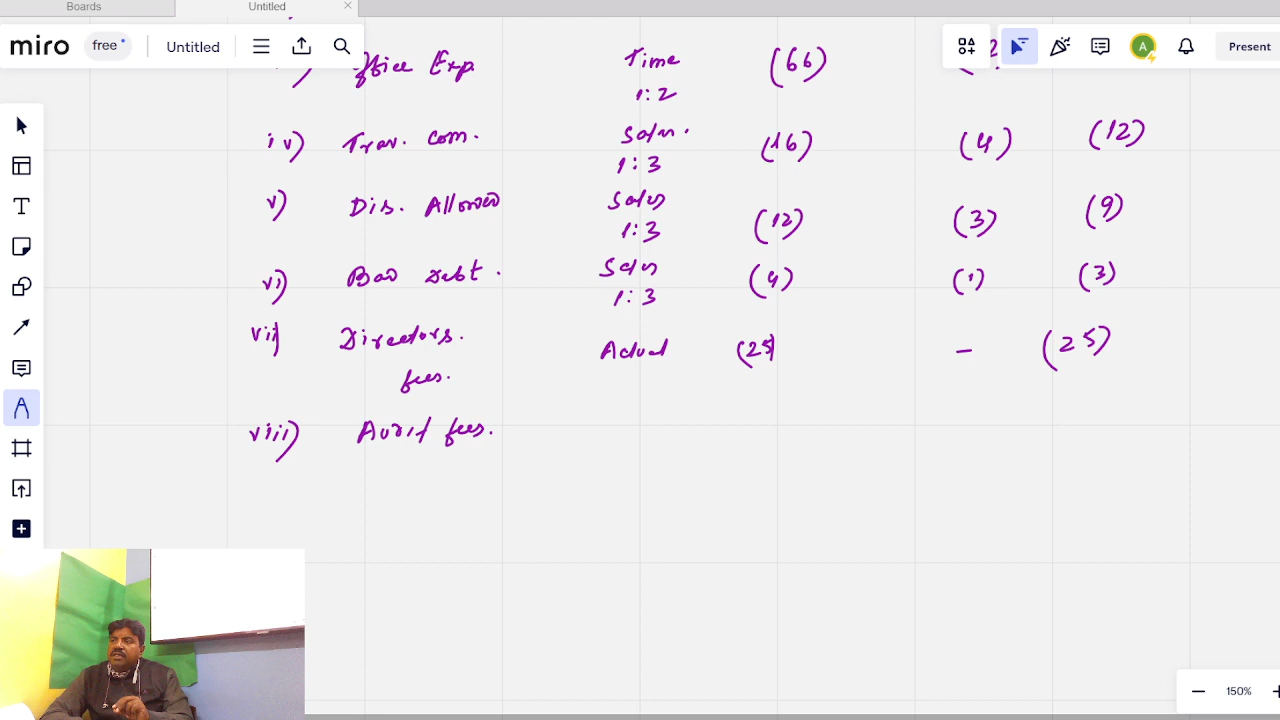 Boards Untitled
miro free Untitled Present
Office Exp. Time (66)
1:2
iv) Trav. com. Sales. (16) (4) (12)
1:3
v) Dis. Allowed Sales (12) (3) (9)
1:3
vi) Bad Debt. Sales (4) (1) (3)
1:3
vii) Directors. Actual (25) - (25)
fees.
viii) Audit fees.
150%